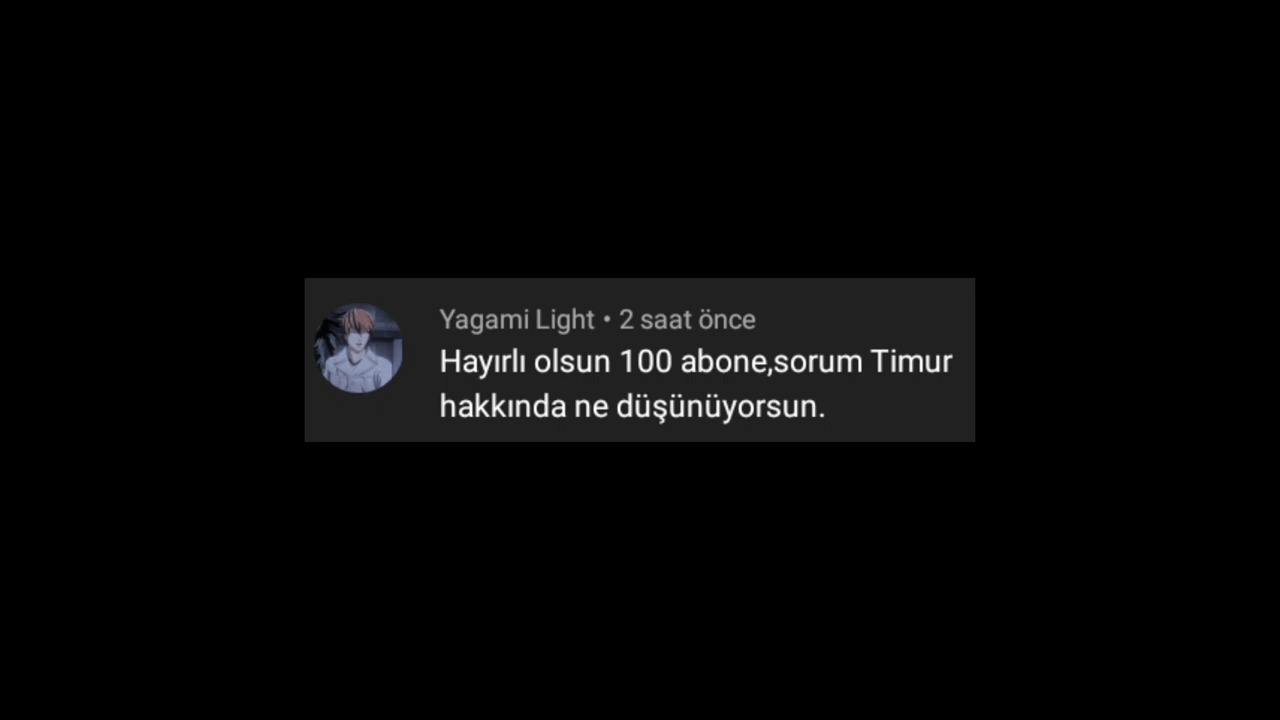 Yagami Light • 2 saat önce
Hayırlı olsun 100 abone,sorum Timur
hakkında ne düşünüyorsun.